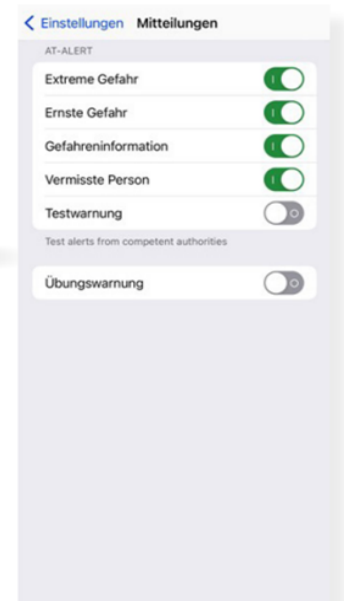 Einstellungen Mitteilungen
AT-ALERT
Extreme Gefahr
Ernste Gefahr
Gefahreninformation
Vermisste Person
Testwarnung
Test alerts from competent authorities
Übungswarnung